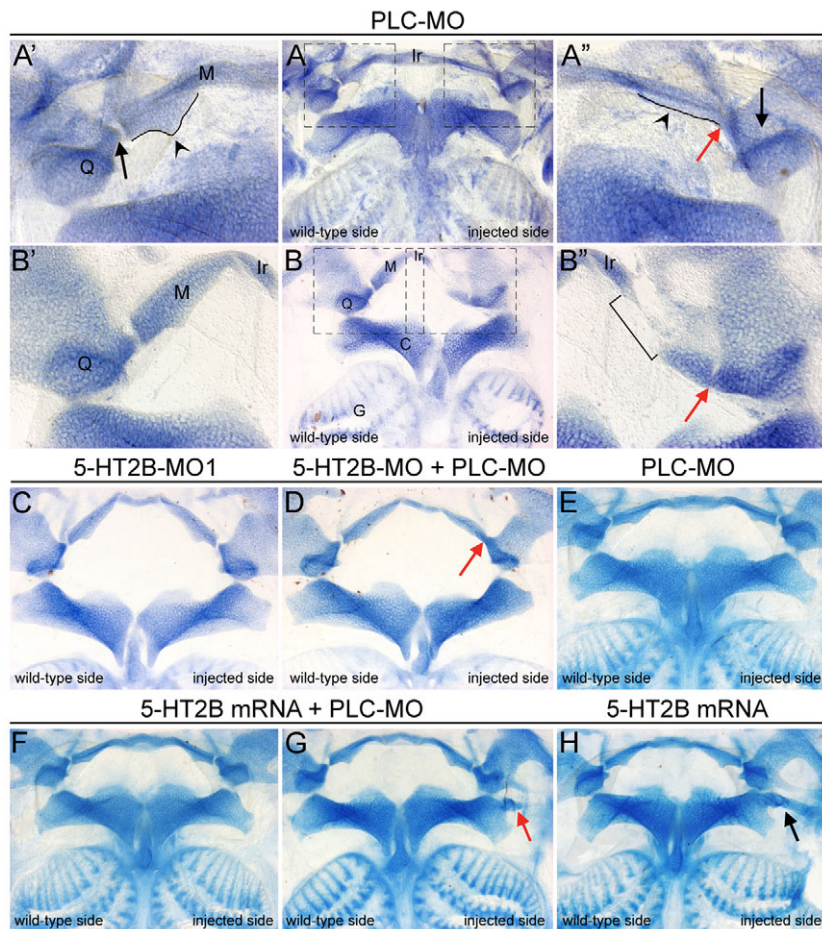 PLC-MO
A' M Q
A Ir wild-type side injected side
A"
B' M Ir Q
B M Ir Q C G wild-type side injected side
B" Ir
5-HT2B-MO1 5-HT2B-MO + PLC-MO PLC-MO
C wild-type side injected side
D wild-type side injected side
E wild-type side injected side
5-HT2B mRNA + PLC-MO 5-HT2B mRNA
F wild-type side injected side
G wild-type side injected side
H wild-type side injected side